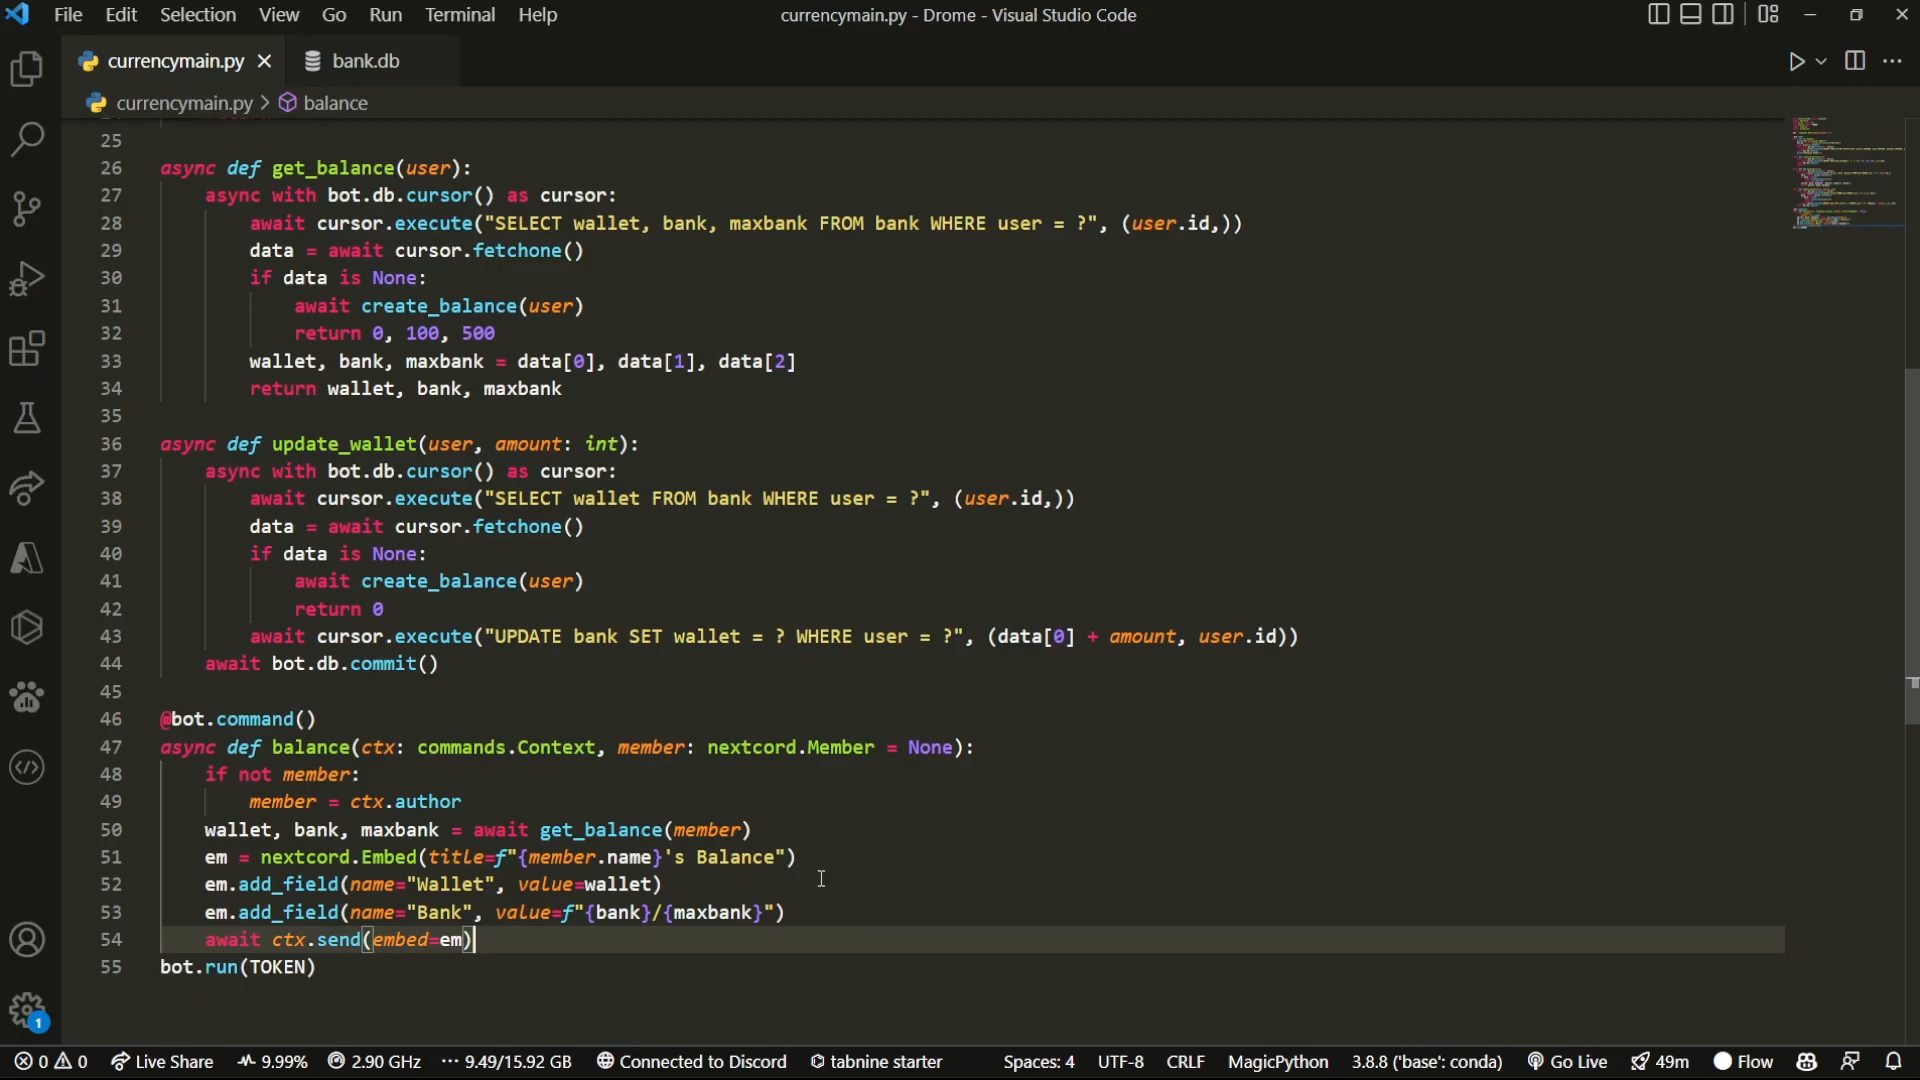 File Edit Selection View Go Run Terminal Help
currencymain.py - Drome - Visual Studio Code
currencymain.py
bank.db
currencymain.py > balance
25
26 async def get_balance(user):
27 async with bot.db.cursor() as cursor:
28 await cursor.execute("SELECT wallet, bank, maxbank FROM bank WHERE user = ?", (user.id,))
29 data = await cursor.fetchone()
30 if data is None:
31 await create_balance(user)
32 return 0, 100, 500
33 wallet, bank, maxbank = data[0], data[1], data[2]
34 return wallet, bank, maxbank
35
36 async def update_wallet(user, amount: int):
37 async with bot.db.cursor() as cursor:
38 await cursor.execute("SELECT wallet FROM bank WHERE user = ?", (user.id,))
39 data = await cursor.fetchone()
40 if data is None:
41 await create_balance(user)
42 return 0
43 await cursor.execute("UPDATE bank SET wallet = ? WHERE user = ?", (data[0] + amount, user.id))
44 await bot.db.commit()
45
46 @bot.command()
47 async def balance(ctx: commands.Context, member: nextcord.Member = None):
48 if not member:
49 member = ctx.author
50 wallet, bank, maxbank = await get_balance(member)
51 em = nextcord.Embed(title=f"{member.name}'s Balance")
52 em.add_field(name="Wallet", value=wallet)
53 em.add_field(name="Bank", value=f"{bank}/{maxbank}")
54 await ctx.send(embed=em)
55 bot.run(TOKEN)
1
0 0 Live Share 9.99% 2.90 GHz 9.49/15.92 GB Connected to Discord tabnine starter Spaces: 4 UTF-8 CRLF MagicPython 3.8.8 ('base': conda) Go Live 49m Flow